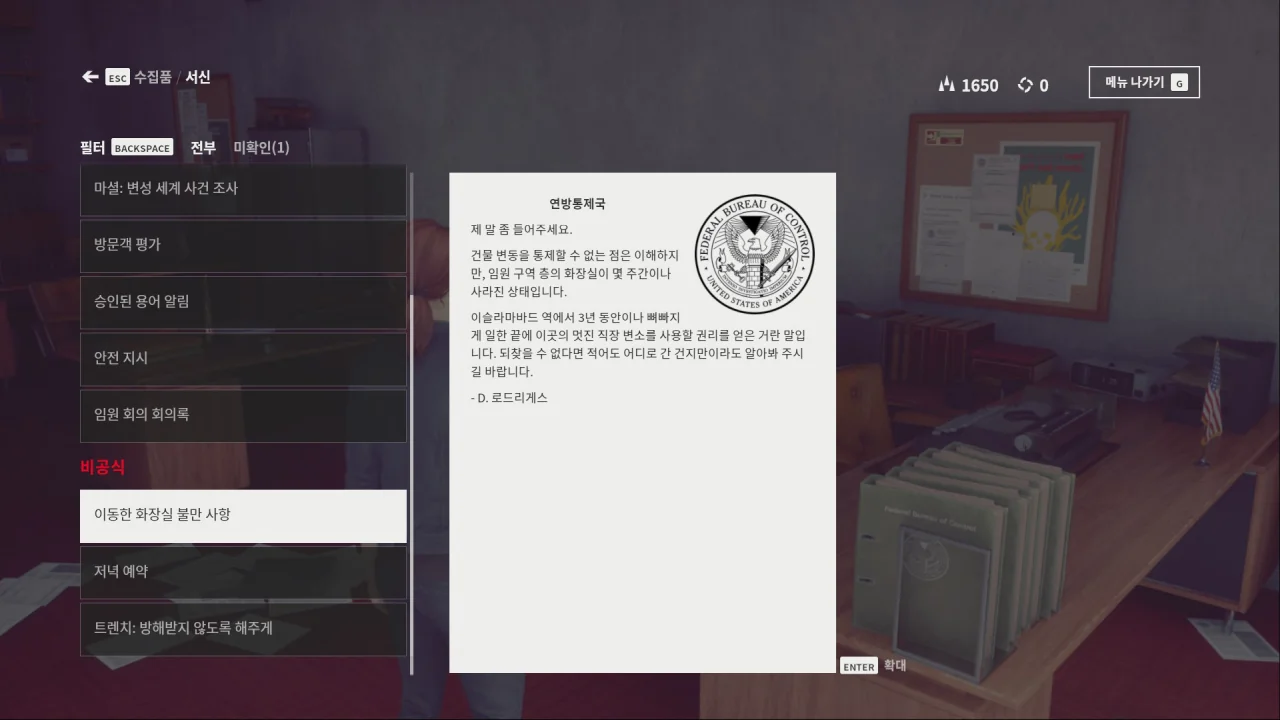 ESC 수집품 / 서신
1650 0 메뉴 나가기 G
필터 BACKSPACE 전부 미확인(1)
마셜: 변성 세계 사건 조사
방문객 평가
승인된 용어 알림
안전 지시
임원 회의 회의록
비공식
이동한 화장실 불만 사항
저녁 예약
트렌치: 방해받지 않도록 해주게
연방통제국
FEDERAL BUREAU OF CONTROL
UNITED STATES OF AMERICA
제 말 좀 들어주세요.
건물 변동을 통제할 수 없는 점은 이해하지
만, 임원 구역 층의 화장실이 몇 주간이나
사라진 상태입니다.
이슬라마바드 역에서 3년 동안이나 뼈빠지
게 일한 끝에 이곳의 멋진 직장 변소를 사용할 권리를 얻은 거란 말입
니다. 되찾을 수 없다면 적어도 어디로 간 건지만이라도 알아봐 주시
길 바랍니다.
- D. 로드리게스
Federal Bureau of Control
ENTER 확대